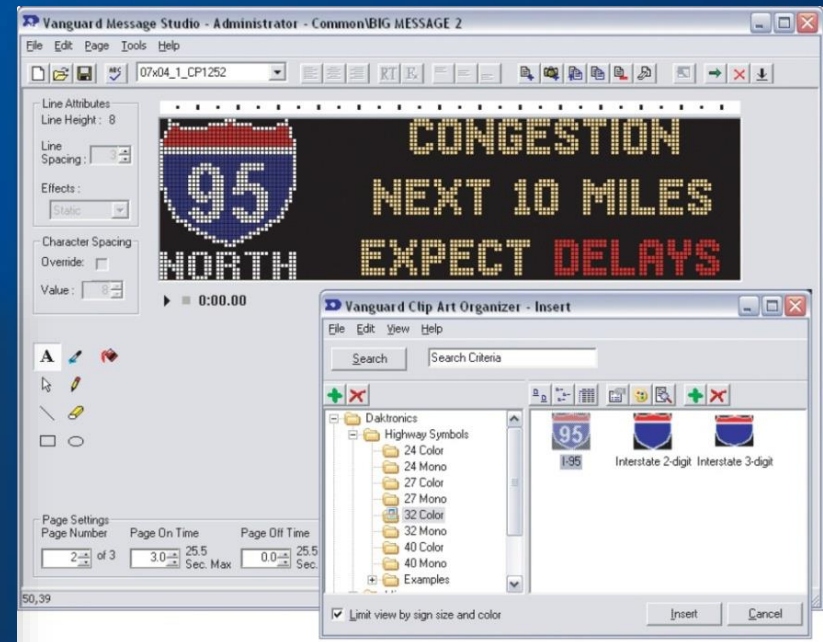 Vanguard Message Studio - Administrator - Common\BIG MESSAGE 2
File Edit Page Tools Help
ABC 07x04_1_CP1252 RT
Line Attributes
Line Height : 8
Line
Spacing : 3
Effects :
Static
Character Spacing
Override:
Value : 8
95
NORTH
CONGESTION
NEXT 10 MILES
EXPECT DELAYS
0:00.00
A
Page Settings
Page Number Page On Time Page Off Time
2 of 3 3.0 25.5 Sec. Max 0.0 25.5 Sec.
50,39
Vanguard Clip Art Organizer - Insert
File Edit View Help
Search Search Criteria
Daktronics
Highway Symbols
24 Color
24 Mono
27 Color
27 Mono
32 Color
32 Mono
40 Color
40 Mono
Examples
95
I-95 Interstate 2-digit Interstate 3-digit
Limit view by sign size and color
Insert Cancel